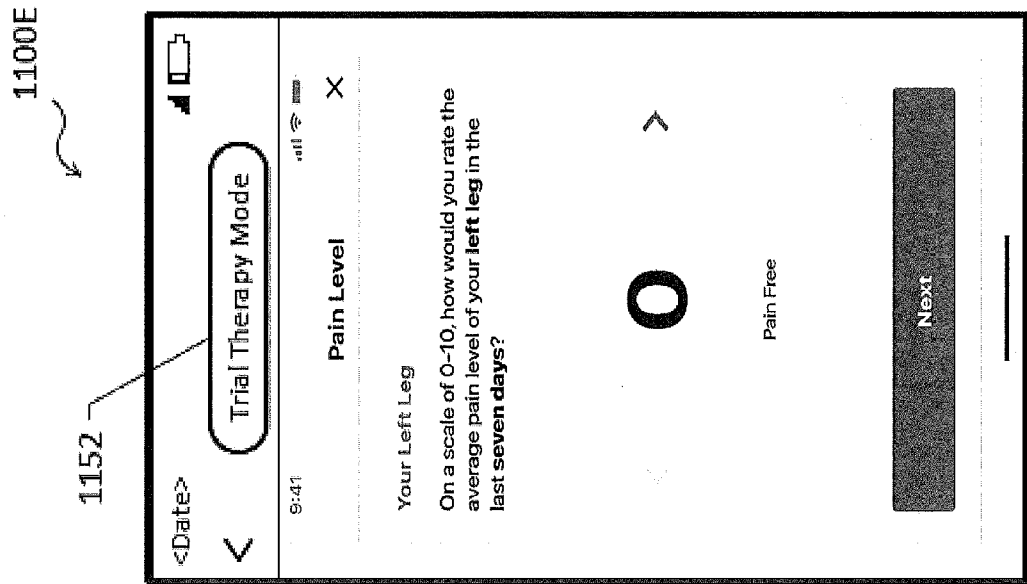 1100E
1152
<Date>
Trial Therapy Mode
9:41
Pain Level
Your Left Leg
On a scale of 0-10, how would you rate the
average pain level of your left leg in the
last seven days?
0
Pain Free
Next